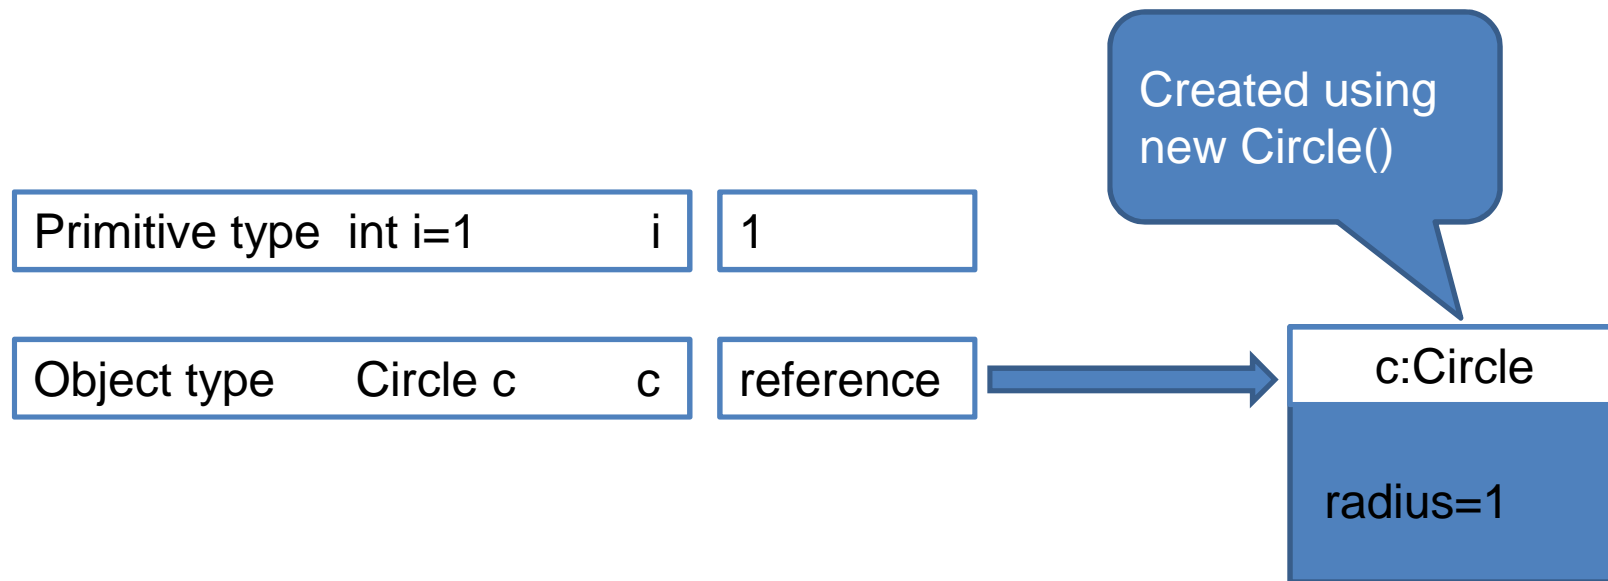 Created using
new Circle()
Primitive type int i=1 i 1
Object type Circle c c reference
c:Circle
radius=1